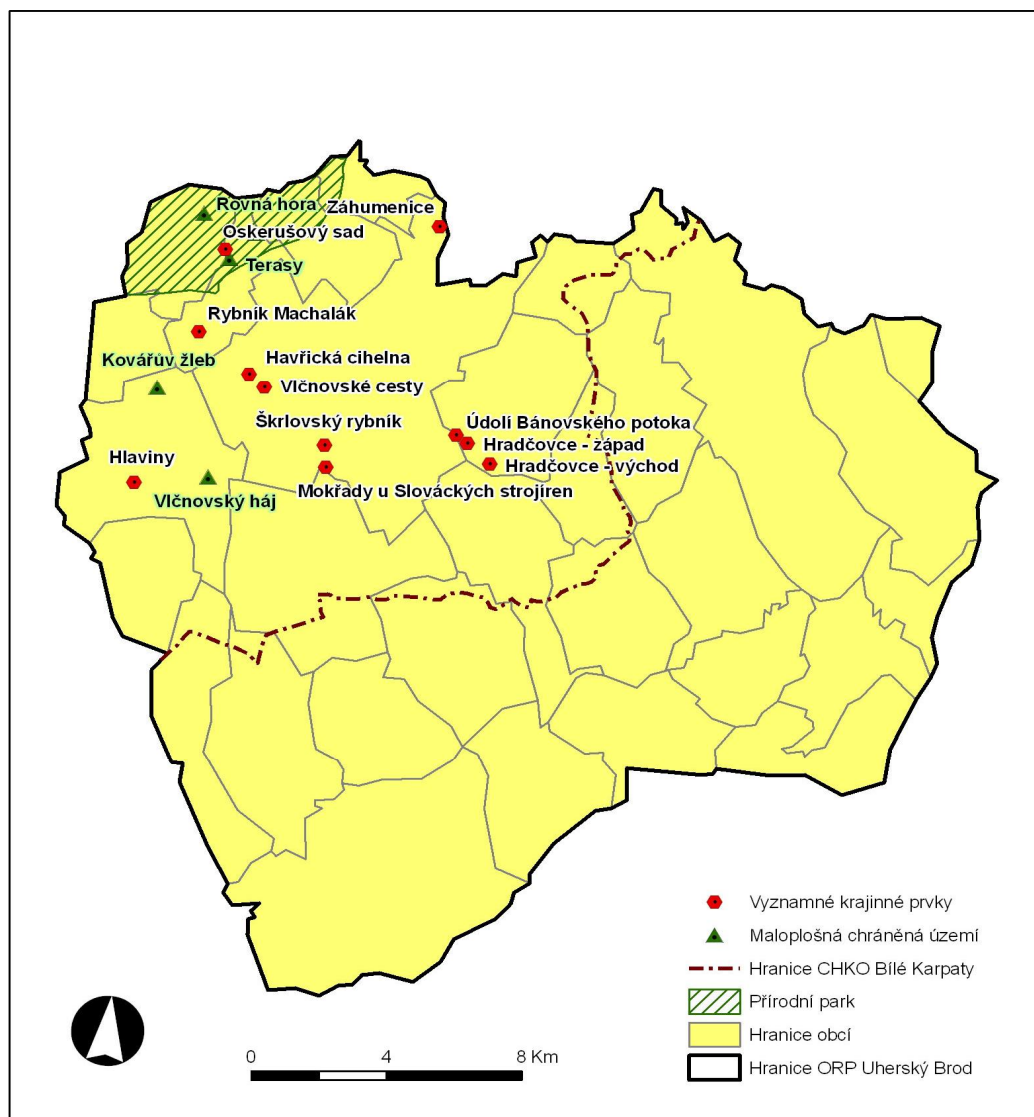 Rovná hora
Záhumenice
Oskerušový sad
Terasy
Rybník Machalák
Kovářův žleb
Havřická cihelna
Vlčnovské cesty
Škrlovský rybník
Údolí Bánovského potoka
Hradčovce - západ
Hradčovce - východ
Hlaviny
Vlčnovský háj
Mokřady u Slováckých strojíren
Významné krajinné prvky
Maloplošná chráněná území
Hranice CHKO Bílé Karpaty
Přírodní park
Hranice obcí
Hranice ORP Uherský Brod
0 4 8 Km